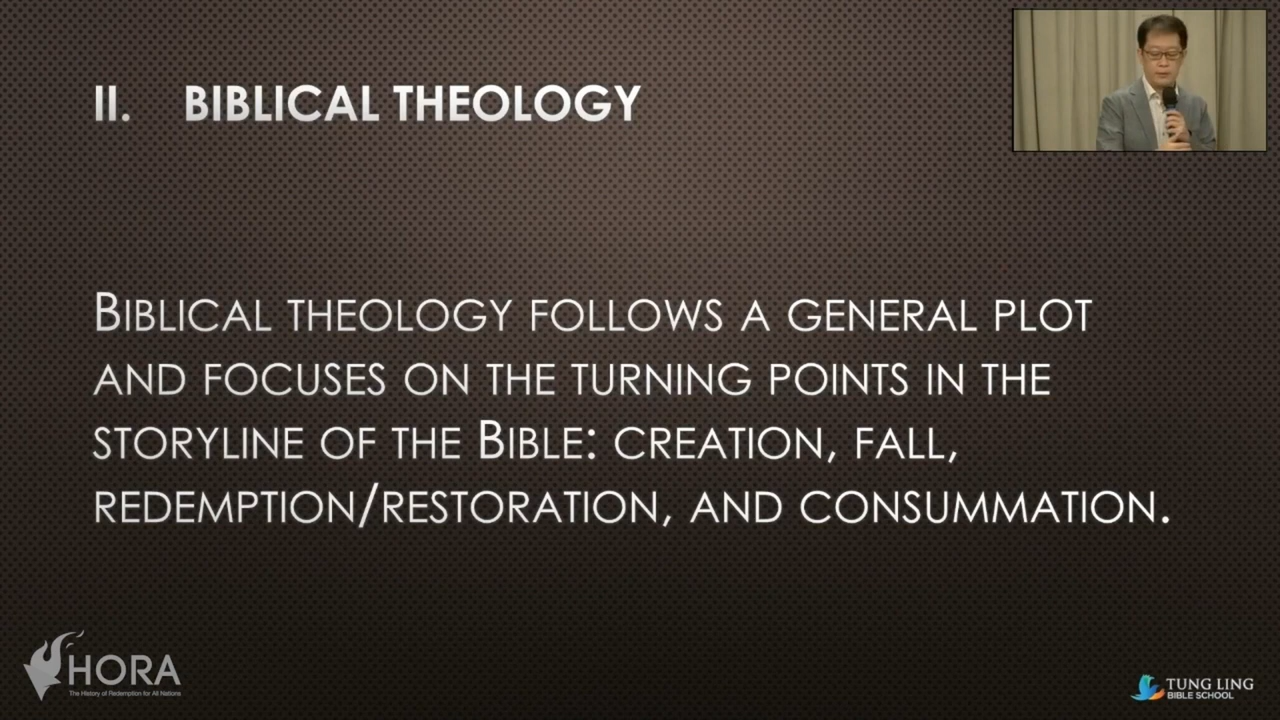 II. BIBLICAL THEOLOGY
BIBLICAL THEOLOGY FOLLOWS A GENERAL PLOT
AND FOCUSES ON THE TURNING POINTS IN THE
STORYLINE OF THE BIBLE: CREATION, FALL,
REDEMPTION/RESTORATION, AND CONSUMMATION.
HORA
The History of Redemption for All Nations
TUNG LING
BIBLE SCHOOL